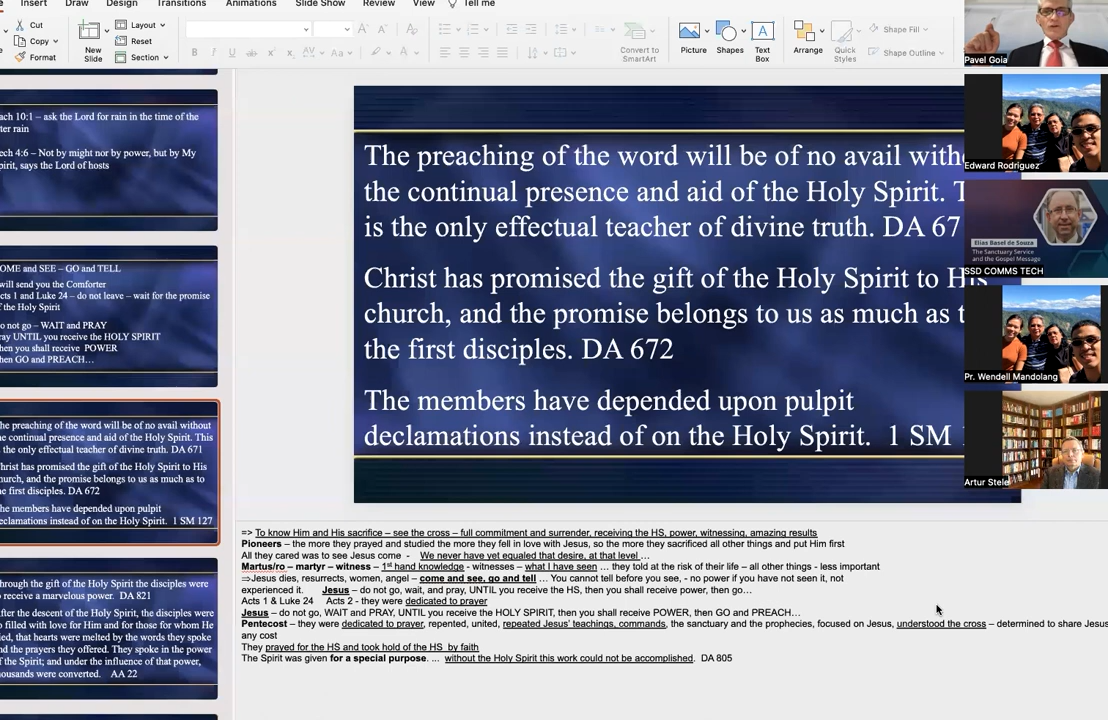 Insert Draw Design Transitions Animations Slide Show Review View Tell me
Cut
Copy
Format
New
Slide
Layout
Reset
Section
Convert to
SmartArt
Picture
Shapes
Text
Box
Arrange
Quick
Styles
Shape Fill
Shape Outline
ach 10:1 – ask the Lord for rain in the time of the
ter rain
ech 4:6 – Not by might nor by power, but by My
pirit, says the Lord of hosts
OME and SEE – GO and TELL
will send you the Comforter
cts 1 and Luke 24 – do not leave – wait for the promise
f the Holy Spirit
o not go – WAIT and PRAY
ray UNTIL you receive the HOLY SPIRIT
hen you shall receive POWER
hen GO and PREACH…
he preaching of the word will be of no avail without
e continual presence and aid of the Holy Spirit. This
the only effectual teacher of divine truth. DA 671
hrist has promised the gift of the Holy Spirit to His
hurch, and the promise belongs to us as much as to
e first disciples. DA 672
he members have depended upon pulpit
eclamations instead of on the Holy Spirit. 1 SM 127
hrough the gift of the Holy Spirit the disciples were
o receive a marvelous power. DA 821
fter the descent of the Holy Spirit, the disciples were
o filled with love for Him and for those for whom He
ied, that hearts were melted by the words they spoke
nd the prayers they offered. They spoke in the power
f the Spirit; and under the influence of that power,
housands were converted. AA 22
The preaching of the word will be of no avail with
the continual presence and aid of the Holy Spirit. T
is the only effectual teacher of divine truth. DA 67
Christ has promised the gift of the Holy Spirit to His
church, and the promise belongs to us as much as t
the first disciples. DA 672
The members have depended upon pulpit
declamations instead of on the Holy Spirit. 1 SM
=> To know Him and His sacrifice – see the cross – full commitment and surrender, receiving the HS, power, witnessing, amazing results
Pioneers – the more they prayed and studied the more they fell in love with Jesus, so the more they sacrificed all other things and put Him first
All they cared was to see Jesus come - We never have yet equaled that desire, at that level …
Martus/ro – martyr – witness – 1st hand knowledge - witnesses – what I have seen … they told at the risk of their life – all other things - less important
⇒Jesus dies, resurrects, women, angel – come and see, go and tell … You cannot tell before you see, - no power if you have not seen it, not
experienced it. Jesus – do not go, wait, and pray, UNTIL you receive the HS, then you shall receive power, then go…
Acts 1 & Luke 24 Acts 2 - they were dedicated to prayer
Jesus – do not go, WAIT and PRAY, UNTIL you receive the HOLY SPIRIT, then you shall receive POWER, then GO and PREACH…
Pentecost – they were dedicated to prayer, repented, united, repeated Jesus' teachings, commands, the sanctuary and the prophecies, focused on Jesus, understood the cross – determined to share Jesus
any cost
They prayed for the HS and took hold of the HS by faith
The Spirit was given for a special purpose. ... without the Holy Spirit this work could not be accomplished. DA 805
Pavel Goia
Edward Rodriguez
Elias Basel de Souza
The Sanctuary Service
and the Gospel Message
SSD COMMS TECH
Pr. Wendell Mandolang
Artur Stele